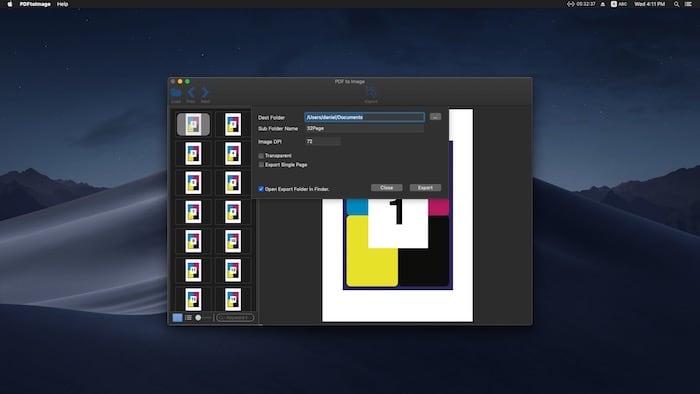 PDFtoImage Help 05:32:37 A ABC Wed 4:11 PM
PDF to Image
Load Prev Next Export
Dest Folder /Users/daniel/Documents ...
Sub Folder Name 32Page
Image DPI 72
Transparent
Export Single Page
Open Export Folder in Finder. Close Export
1